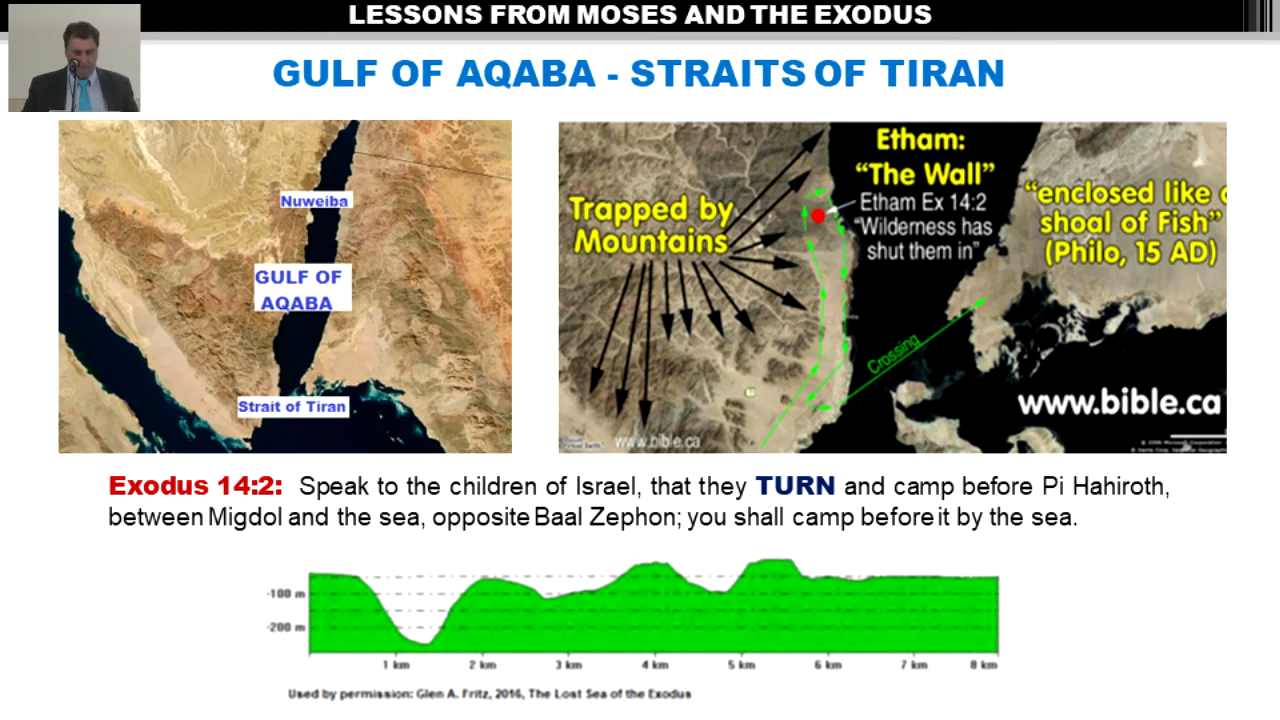 LESSONS FROM MOSES AND THE EXODUS
GULF OF AQABA - STRAITS OF TIRAN
Nuweiba
GULF OF
AQABA
Strait of Tiran
Trapped by
Mountains
Etham:
“The Wall”
Etham Ex 14:2
“Wilderness has
shut them in”
“enclosed like
shoal of Fish”
(Philo, 15 AD)
Crossing
www.bible.ca
www.bible.ca
Exodus 14:2: Speak to the children of Israel, that they TURN and camp before Pi Hahiroth,
between Migdol and the sea, opposite Baal Zephon; you shall camp before it by the sea.
-100 m
-200 m
1 km 2 km 3 km 4 km 5 km 6 km 7 km 8 km
Used by permission: Glen A. Fritz, 2016, The Lost Sea of the Exodus